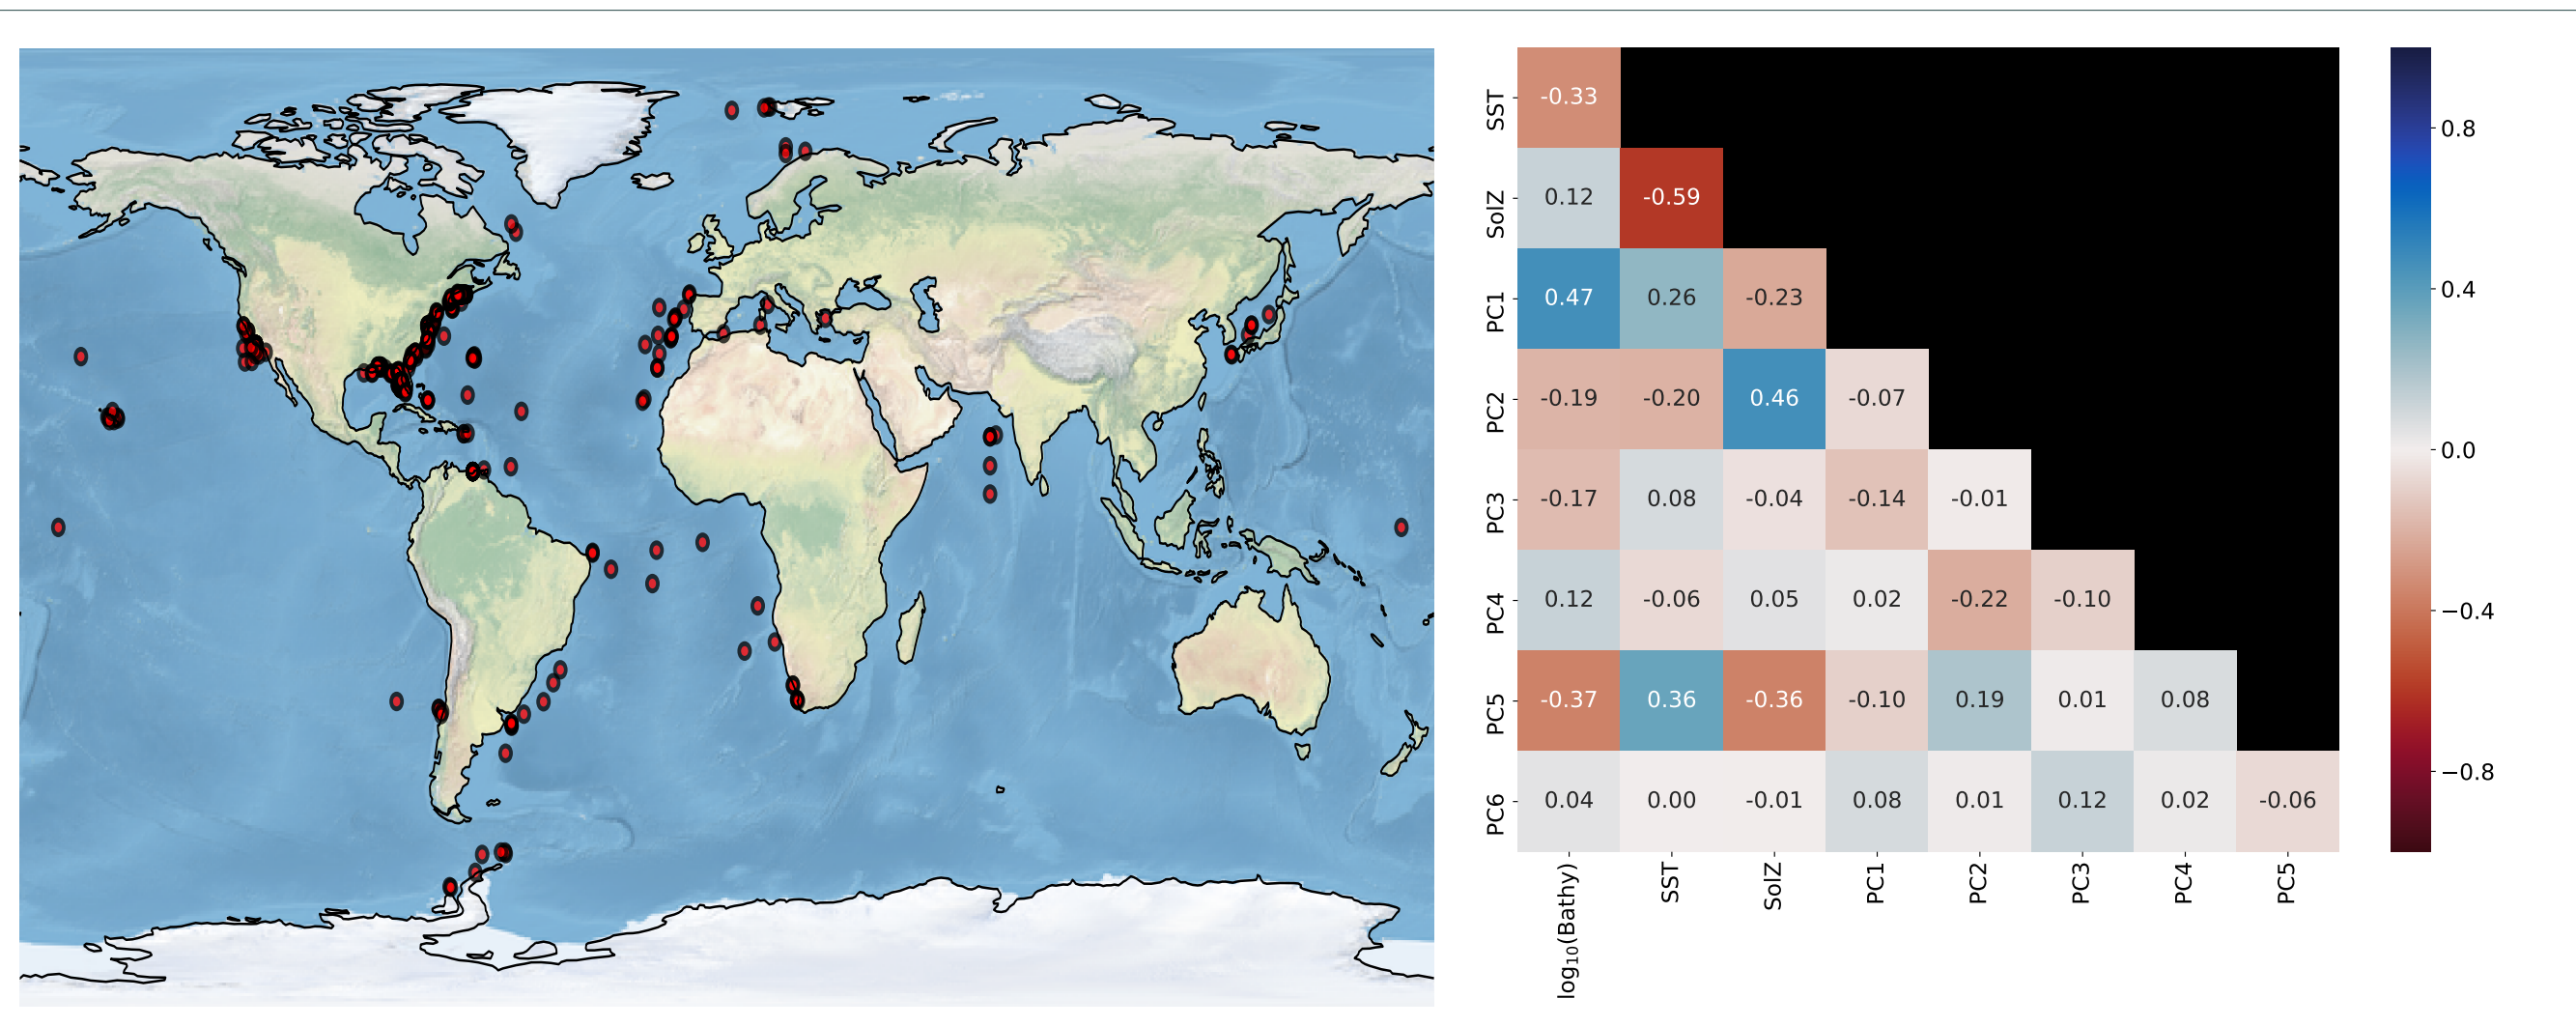 SST -0.33
SolZ 0.12 -0.59
PC1 0.47 0.26 -0.23
PC2 -0.19 -0.20 0.46 -0.07
PC3 -0.17 0.08 -0.04 -0.14 -0.01
PC4 0.12 -0.06 0.05 0.02 -0.22 -0.10
PC5 -0.37 0.36 -0.36 -0.10 0.19 0.01 0.08
PC6 0.04 0.00 -0.01 0.08 0.01 0.12 0.02 -0.06
log₁₀(Bathy) SST SolZ PC1 PC2 PC3 PC4 PC5
0.8
0.4
0.0
−0.4
−0.8